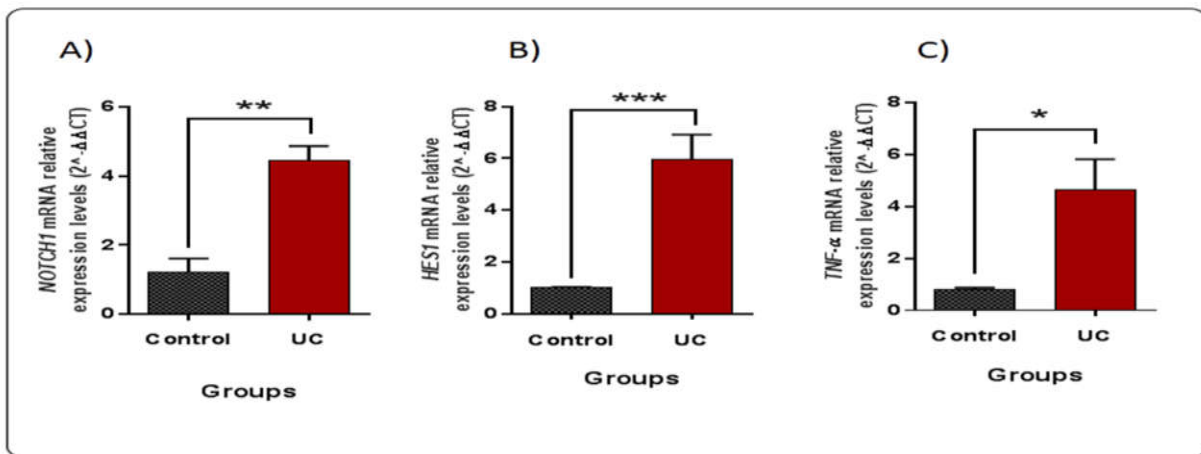 A)
NOTCH1 mRNA relative
expression levels (2^-ΔΔCT)
6
4
2
0
**
Control
UC
Groups
B)
HES1 mRNA relative
expression levels (2^-ΔΔCT)
8
6
4
2
0
***
Control
UC
Groups
C)
TNF-α mRNA relative
expression levels (2^-ΔΔCT)
8
6
4
2
0
*
Control
UC
Groups